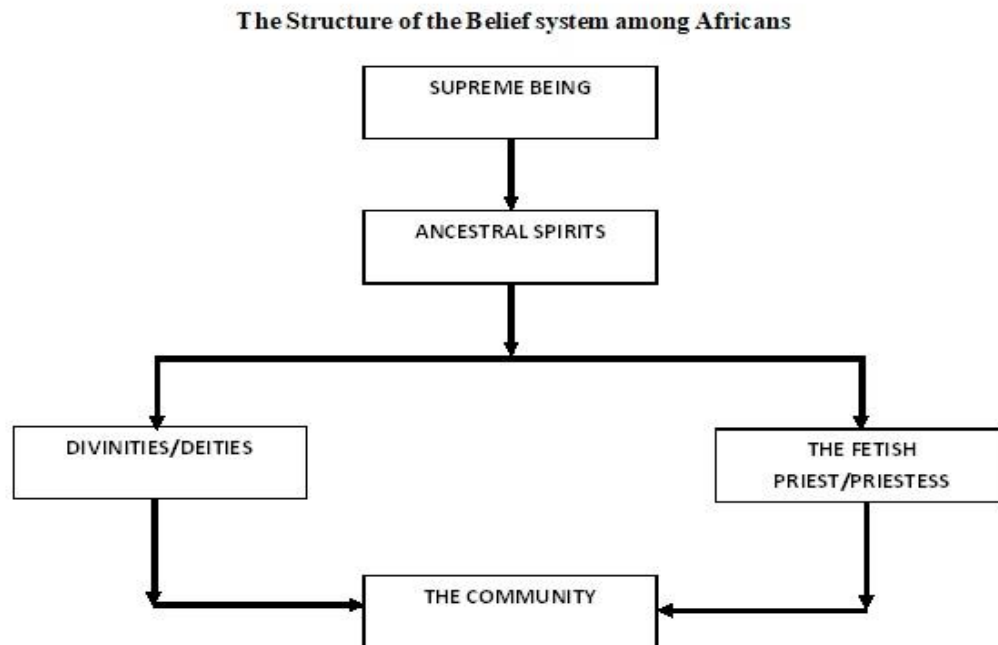 The Structure of the Belief system among Africans
SUPREME BEING
ANCESTRAL SPIRITS
DIVINITIES/DEITIES
THE FETISH
PRIEST/PRIESTESS
THE COMMUNITY